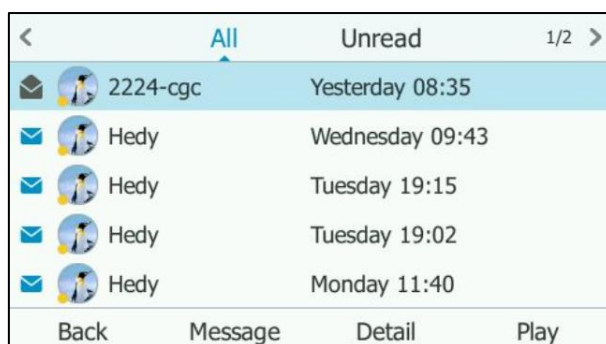 < All Unread 1/2 >
2224-cgc Yesterday 08:35
Hedy Wednesday 09:43
Hedy Tuesday 19:15
Hedy Tuesday 19:02
Hedy Monday 11:40
Back Message Detail Play